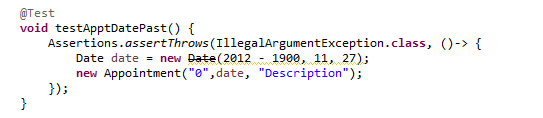 @Test
void testApptDatePast() {
    Assertions.assertThrows(IllegalArgumentException.class, ()-> {
        Date date = new Date(2012 - 1900, 11, 27);
        new Appointment("0",date, "Description");
    });
}